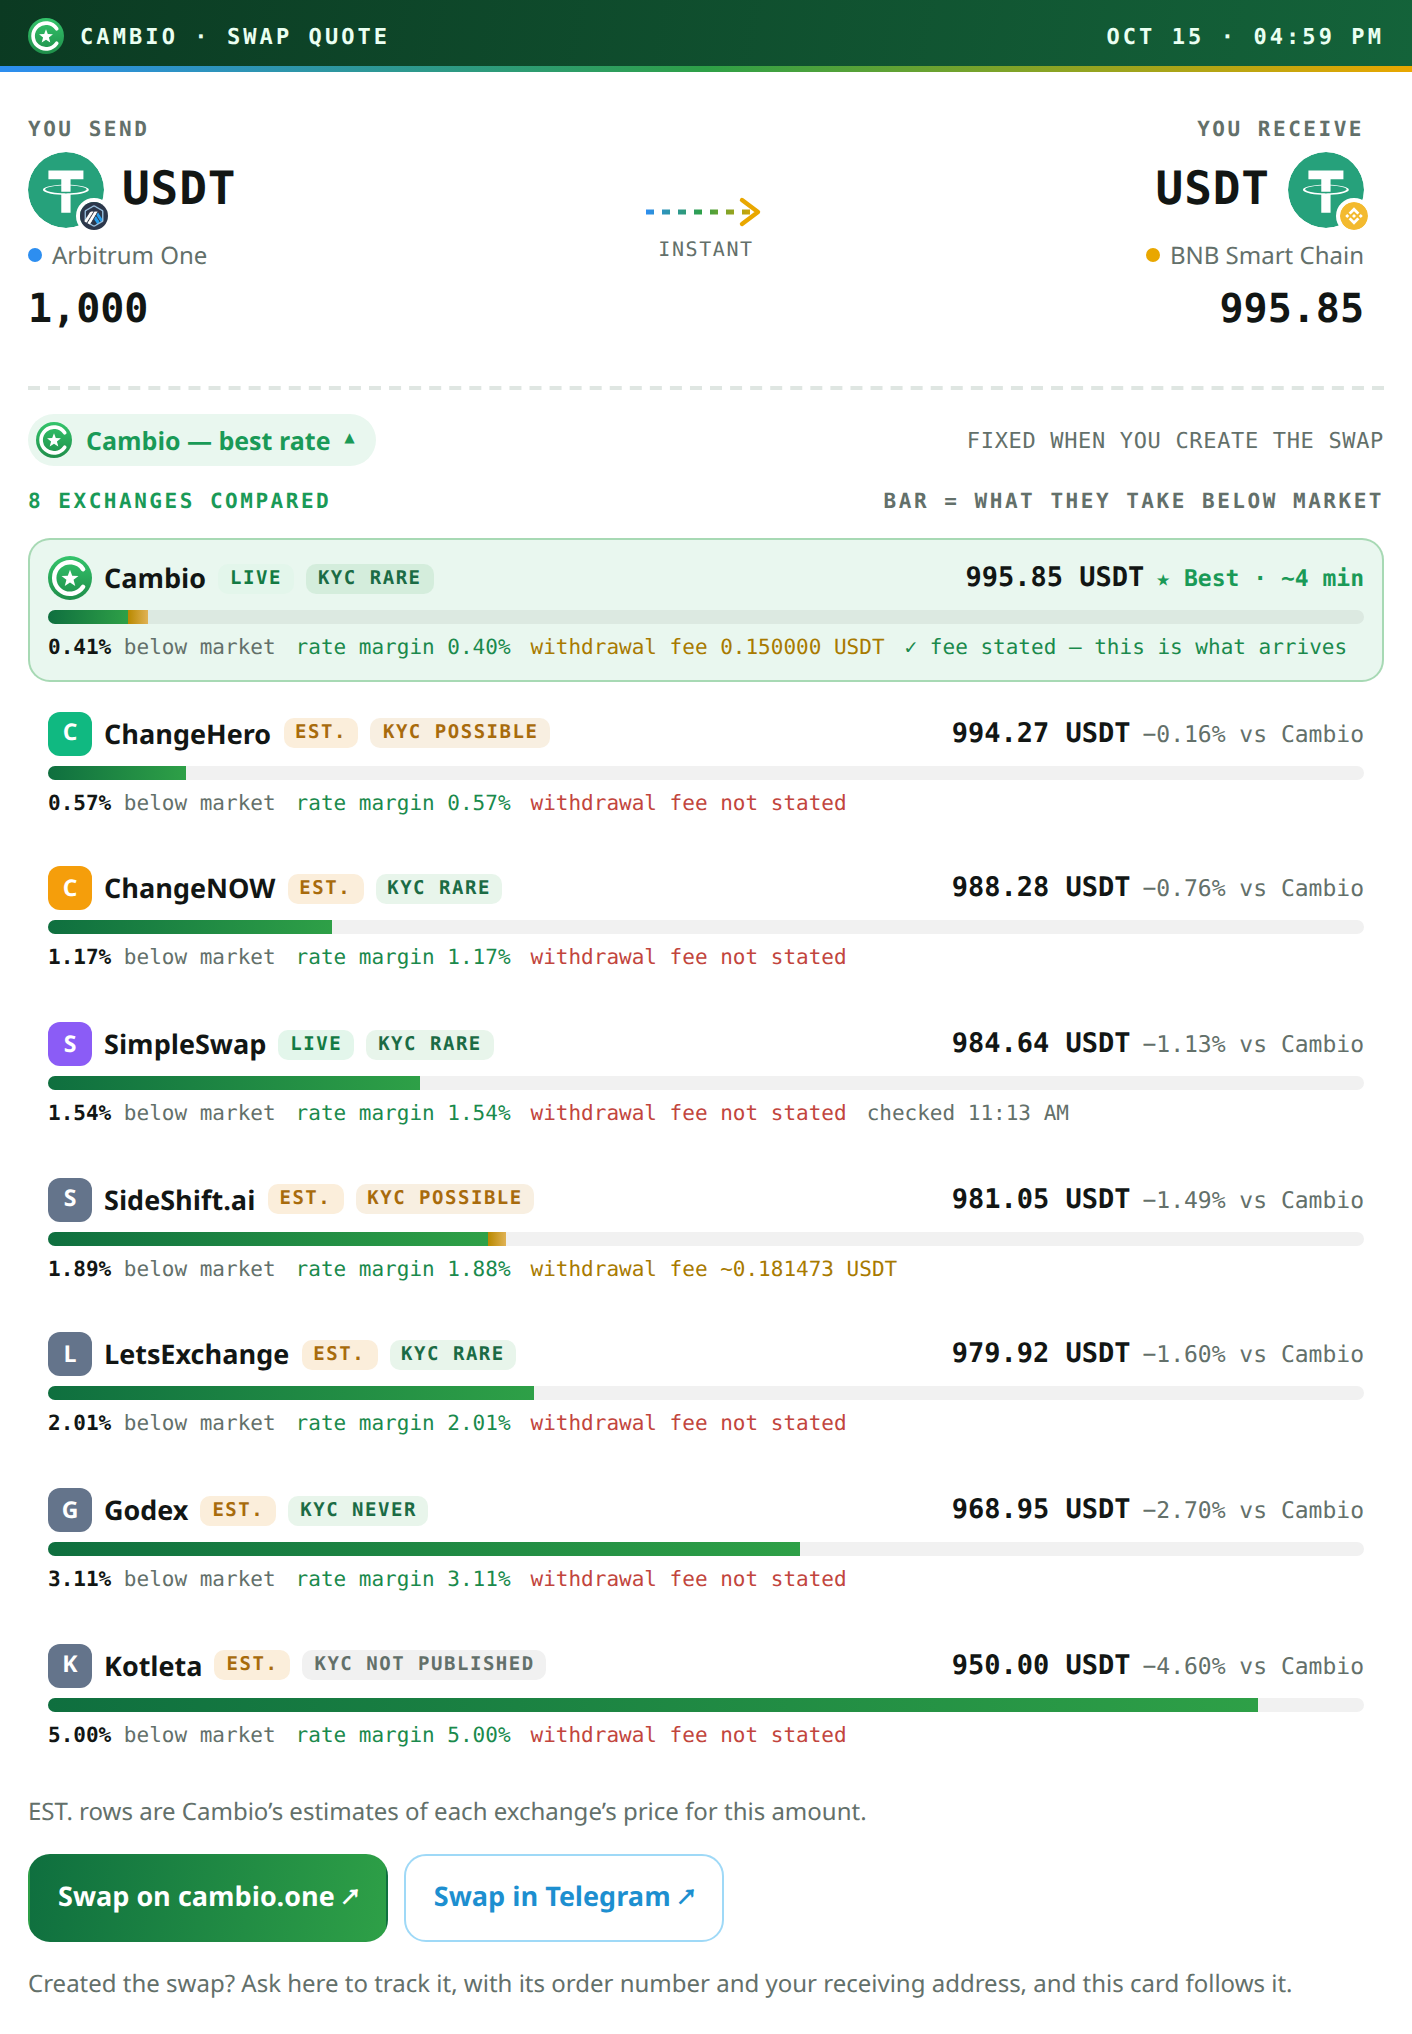 CAMBIO · SWAP QUOTE
OCT 15 · 04:59 PM
YOU SEND
YOU RECEIVE
USDT
USDT
Arbitrum One
INSTANT
BNB Smart Chain
1,000
995.85
Cambio — best rate ▲
FIXED WHEN YOU CREATE THE SWAP
8 EXCHANGES COMPARED
BAR = WHAT THEY TAKE BELOW MARKET
Cambio LIVE KYC RARE 995.85 USDT ★ Best · ~4 min
0.41% below market rate margin 0.40% withdrawal fee 0.150000 USDT ✓ fee stated — this is what arrives
C ChangeHero EST. KYC POSSIBLE 994.27 USDT −0.16% vs Cambio
0.57% below market rate margin 0.57% withdrawal fee not stated
C ChangeNOW EST. KYC RARE 988.28 USDT −0.76% vs Cambio
1.17% below market rate margin 1.17% withdrawal fee not stated
S SimpleSwap LIVE KYC RARE 984.64 USDT −1.13% vs Cambio
1.54% below market rate margin 1.54% withdrawal fee not stated checked 11:13 AM
S SideShift.ai EST. KYC POSSIBLE 981.05 USDT −1.49% vs Cambio
1.89% below market rate margin 1.88% withdrawal fee ~0.181473 USDT
L LetsExchange EST. KYC RARE 979.92 USDT −1.60% vs Cambio
2.01% below market rate margin 2.01% withdrawal fee not stated
G Godex EST. KYC NEVER 968.95 USDT −2.70% vs Cambio
3.11% below market rate margin 3.11% withdrawal fee not stated
K Kotleta EST. KYC NOT PUBLISHED 950.00 USDT −4.60% vs Cambio
5.00% below market rate margin 5.00% withdrawal fee not stated
EST. rows are Cambio’s estimates of each exchange’s price for this amount.
Swap on cambio.one ↗
Swap in Telegram ↗
Created the swap? Ask here to track it, with its order number and your receiving address, and this card follows it.